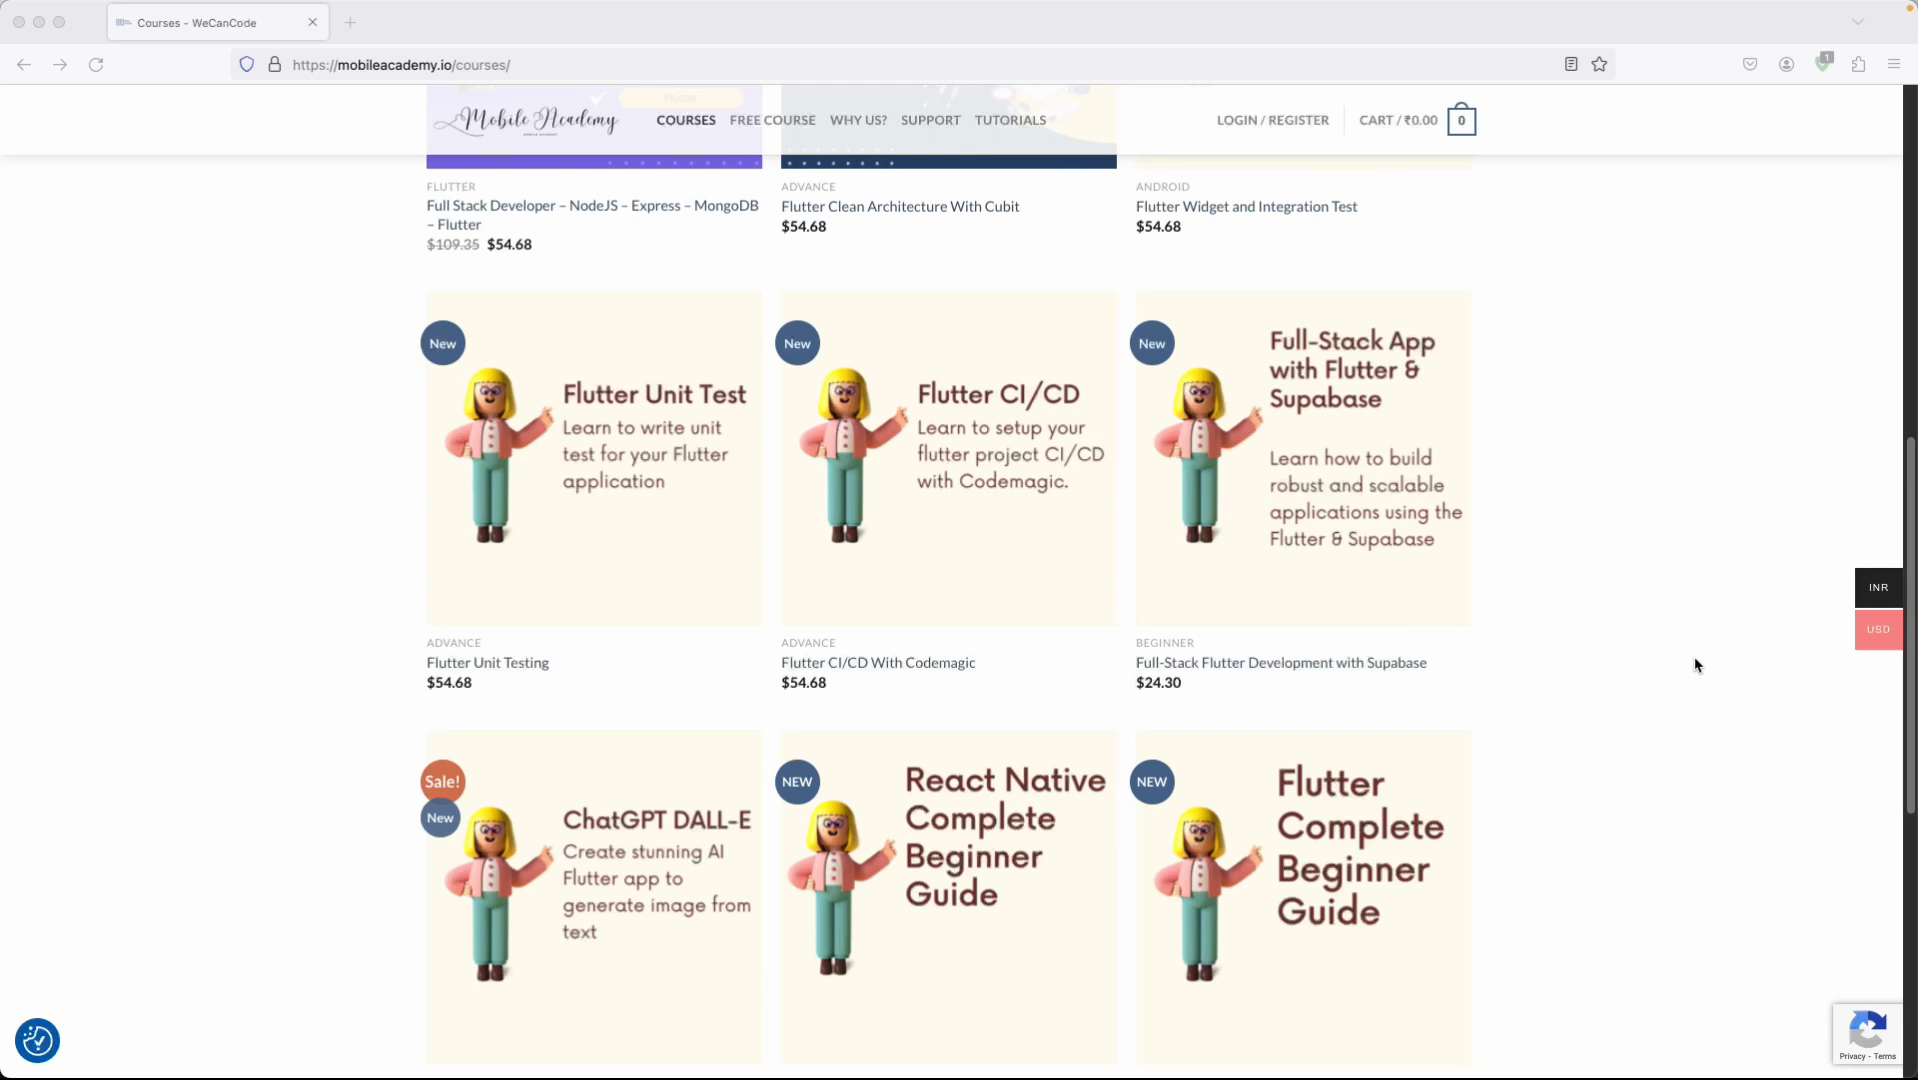 Courses - WeCanCode
https://mobileacademy.io/courses/
1
Flutter
Mobile Academy
COURSES FREE COURSE WHY US? SUPPORT TUTORIALS
LOGIN / REGISTER CART / ₹0.00 0
FLUTTER
Full Stack Developer – NodeJS – Express – MongoDB
– Flutter
$109.35 $54.68
ADVANCE
Flutter Clean Architecture With Cubit
$54.68
ANDROID
Flutter Widget and Integration Test
$54.68
New
Flutter Unit Test
Learn to write unit
test for your Flutter
application
ADVANCE
Flutter Unit Testing
$54.68
New
Flutter CI/CD
Learn to setup your
flutter project CI/CD
with Codemagic.
ADVANCE
Flutter CI/CD With Codemagic
$54.68
New
Full-Stack App
with Flutter &
Supabase
Learn how to build
robust and scalable
applications using the
Flutter & Supabase
BEGINNER
Full-Stack Flutter Development with Supabase
$24.30
INR
USD
Sale!
New
ChatGPT DALL-E
Create stunning AI
Flutter app to
generate image from
text
NEW
React Native
Complete
Beginner
Guide
NEW
Flutter
Complete
Beginner
Guide
Privacy - Terms